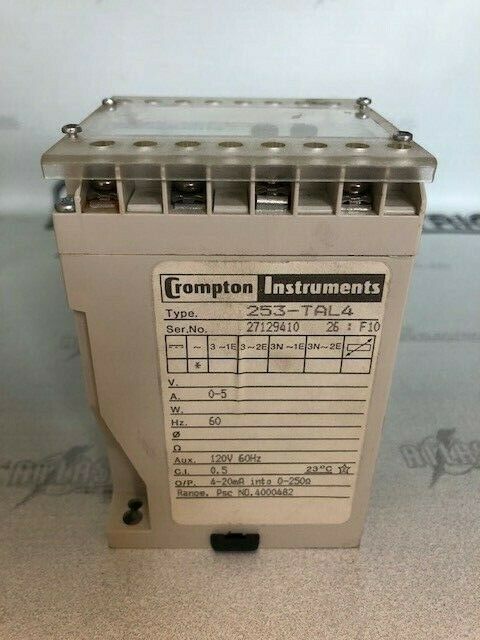 Crompton Instruments
Type. 253-TAL4
Ser.No. 27129410 26 : F10
~ 3~1E 3~2E 3N~1E 3N~2E
*
V.
A. 0-5
W.
Hz. 60
Ø
Ω
Aux. 120V 60Hz
C.I. 0.5 23°C
O/P. 4-20mA into 0-250Ω
Range. Psc NO.4000482